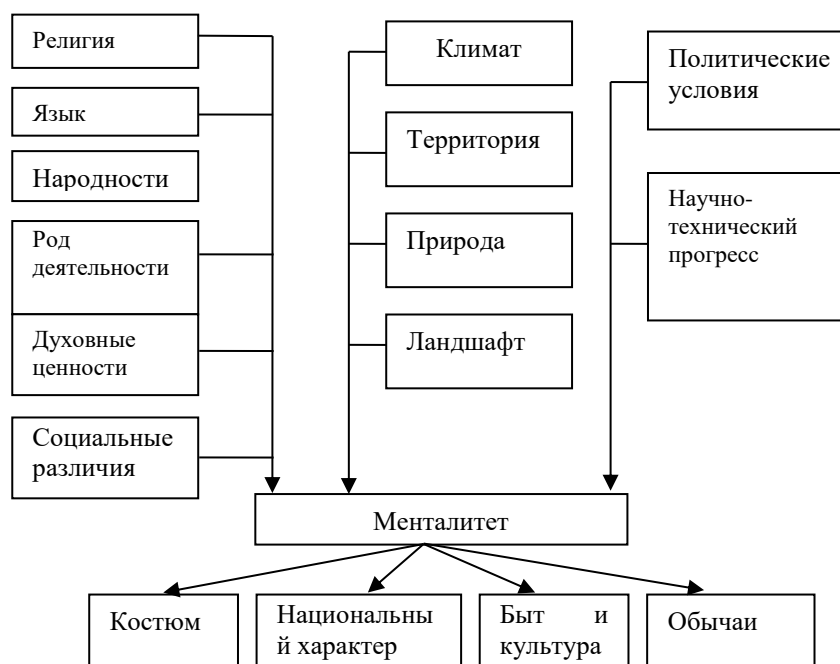 Религия
Язык
Народности
Род
деятельности
Духовные
ценности
Социальные
различия
Климат
Территория
Природа
Ландшафт
Политические
условия
Научно-
технический
прогресс
Менталитет
Костюм
Национальны
й характер
Быт и
культура
Обычаи